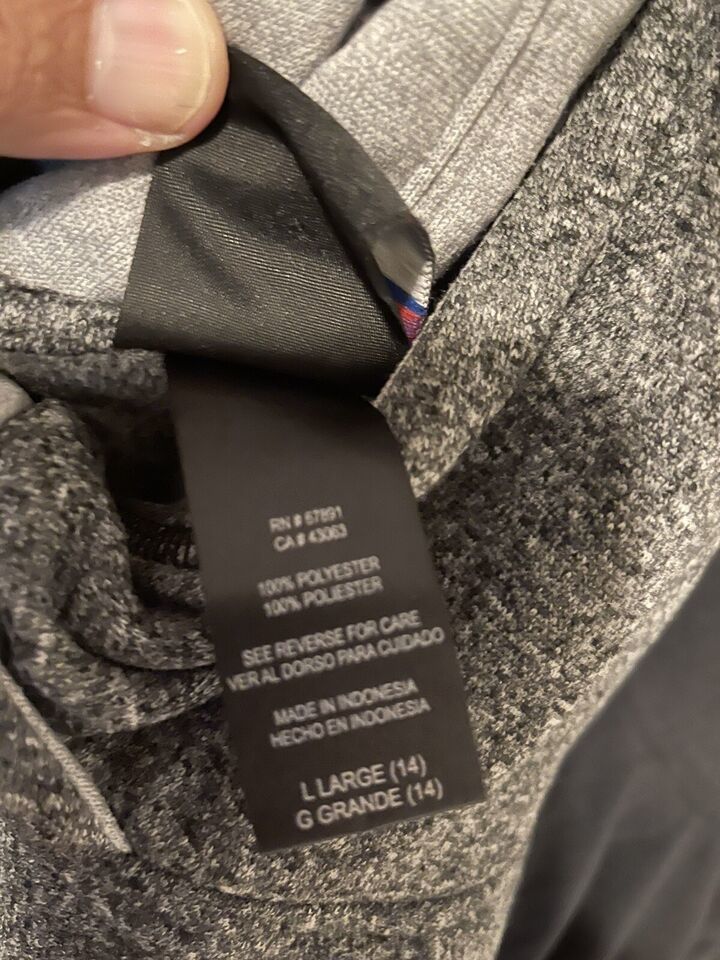 RN # 67891
CA # 43063
100% POLYESTER
100% POLIESTER
SEE REVERSE FOR CARE
VER AL DORSO PARA CUIDADO
MADE IN INDONESIA
HECHO EN INDONESIA
L LARGE (14)
G GRANDE (14)